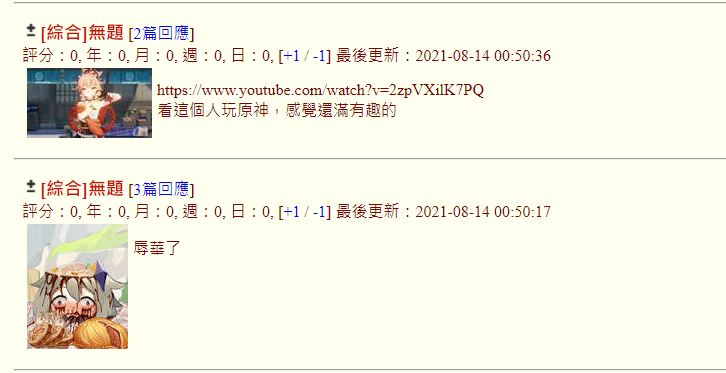 [綜合]無題 [2篇回應]
評分：0, 年：0, 月：0, 週：0, 日：0, [+1 / -1] 最後更新：2021-08-14 00:50:36
https://www.youtube.com/watch?v=2zpVXilK7PQ
看這個人玩原神，感覺還滿有趣的
[綜合]無題 [3篇回應]
評分：0, 年：0, 月：0, 週：0, 日：0, [+1 / -1] 最後更新：2021-08-14 00:50:17
辱華了